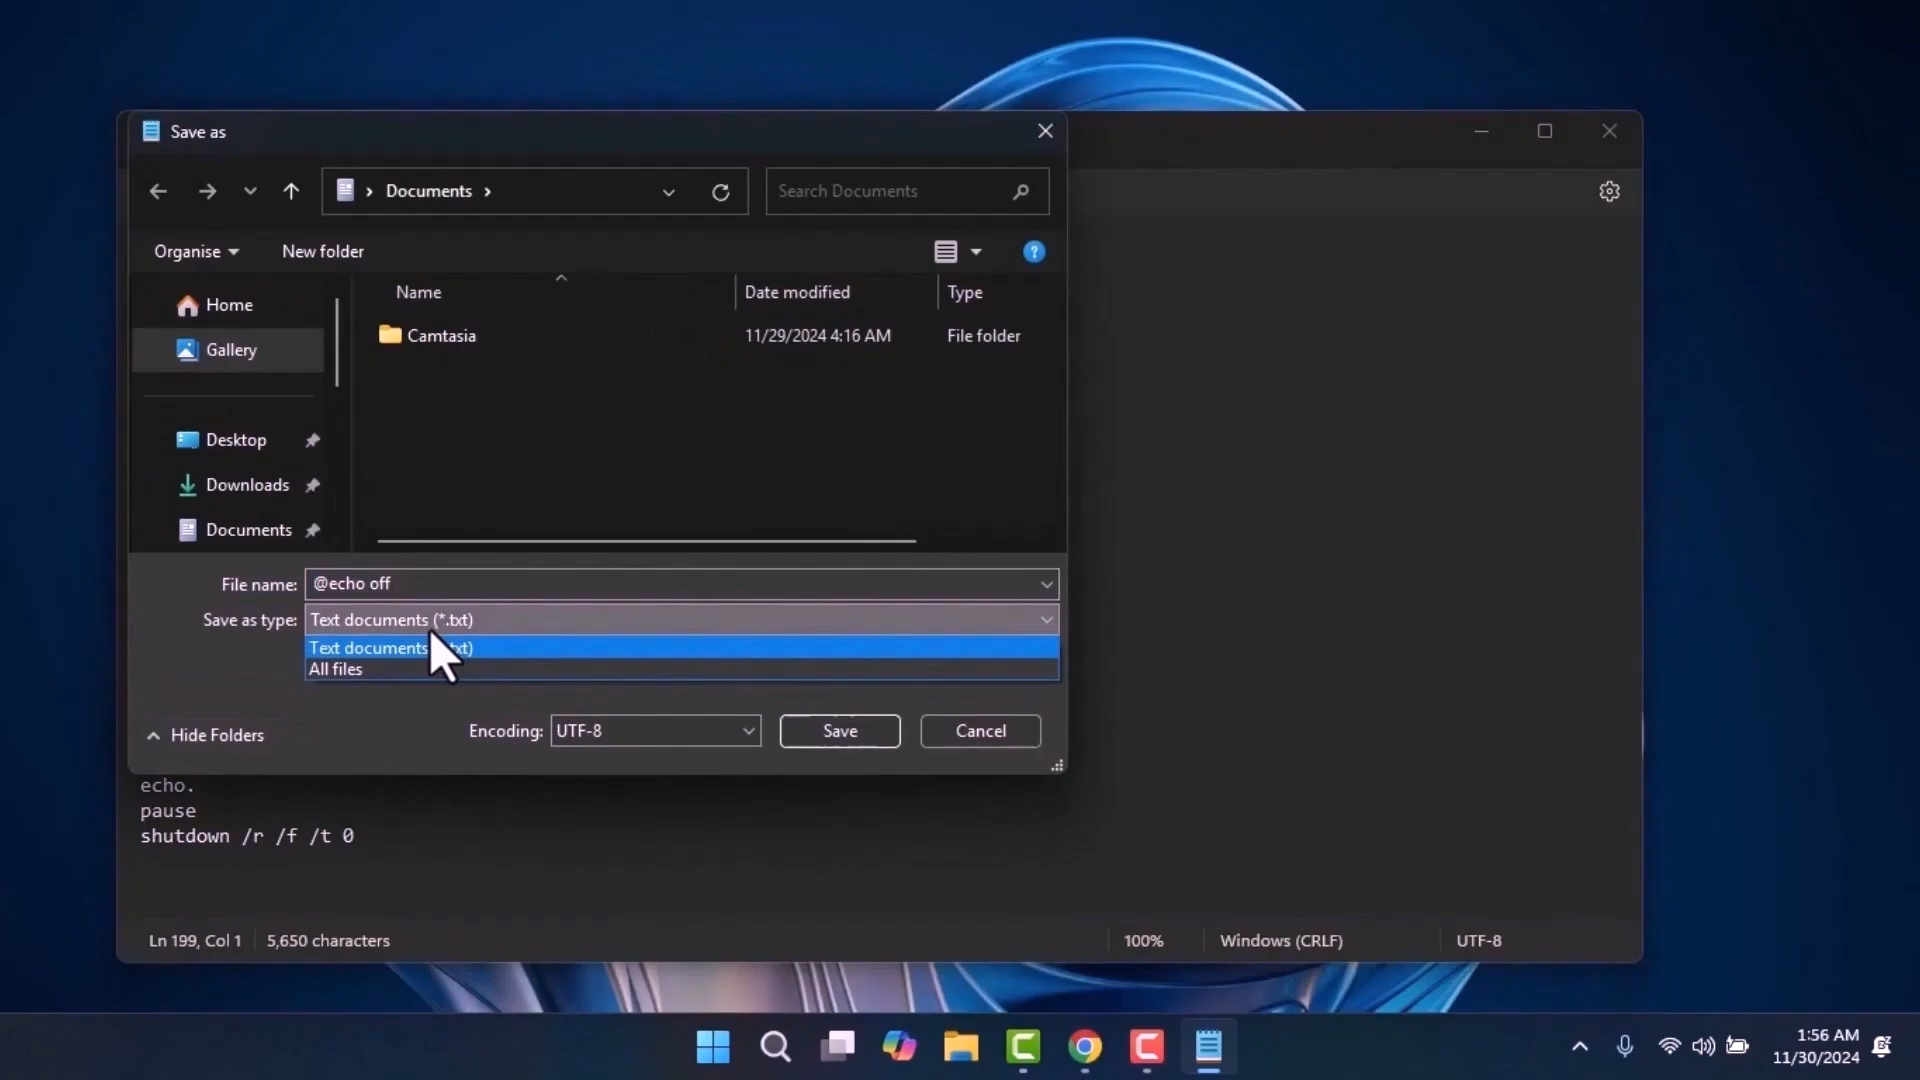 Save as
Documents
Search Documents
Organise
New folder
?
Name
Date modified
Type
Home
Camtasia
11/29/2024 4:16 AM
File folder
Gallery
Desktop
Downloads
Documents
File name:
@echo off
Save as type:
Text documents (*.txt)
Text documents txt)
All files
Hide Folders
Encoding:
UTF-8
Save
Cancel
echo.
pause
shutdown /r /f /t 0
Ln 199, Col 1
5,650 characters
100%
Windows (CRLF)
UTF-8
1:56 AM
11/30/2024